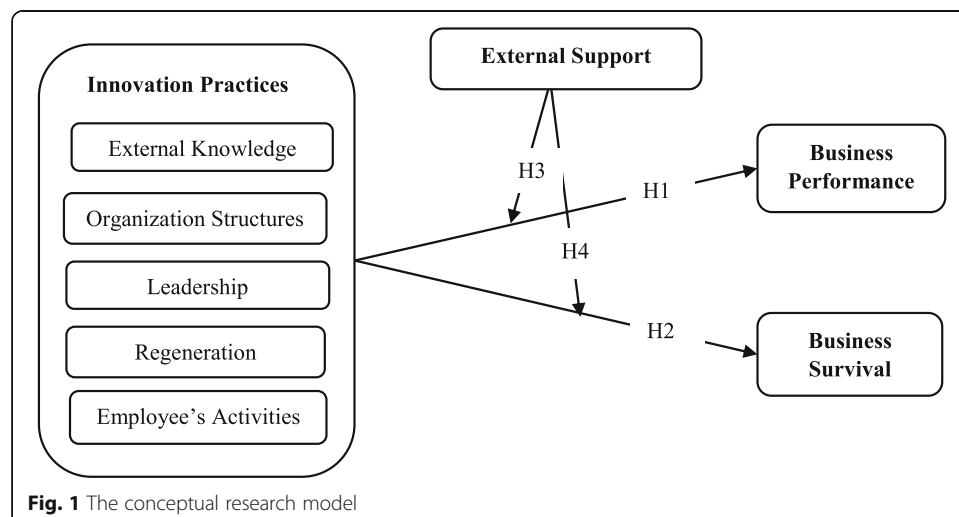 Innovation Practices
External Knowledge
Organization Structures
Leadership
Regeneration
Employee’s Activities
External Support
H3
H1
H4
H2
Business
Performance
Business
Survival
Fig. 1 The conceptual research model